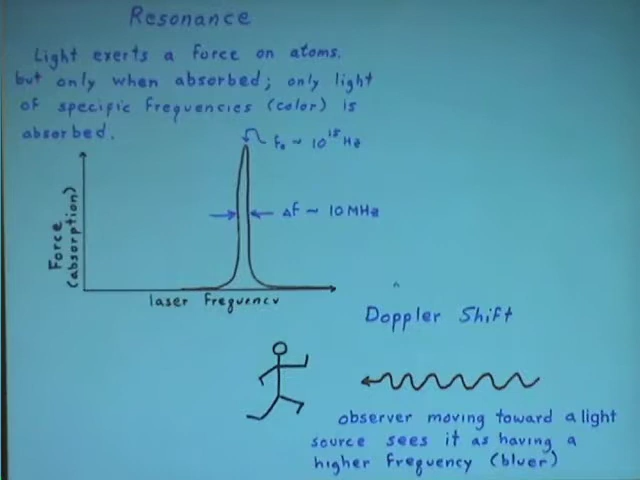 Resonance
Light exerts a force on atoms,
but only when absorbed; only light
of specific frequencies (color) is
absorbed.
f₀ ~ 10¹⁵ Hz
Δf ~ 10 MHz
Force
(absorption)
laser frequency
Doppler Shift
observer moving toward a light
source sees it as having a
higher frequency (bluer)